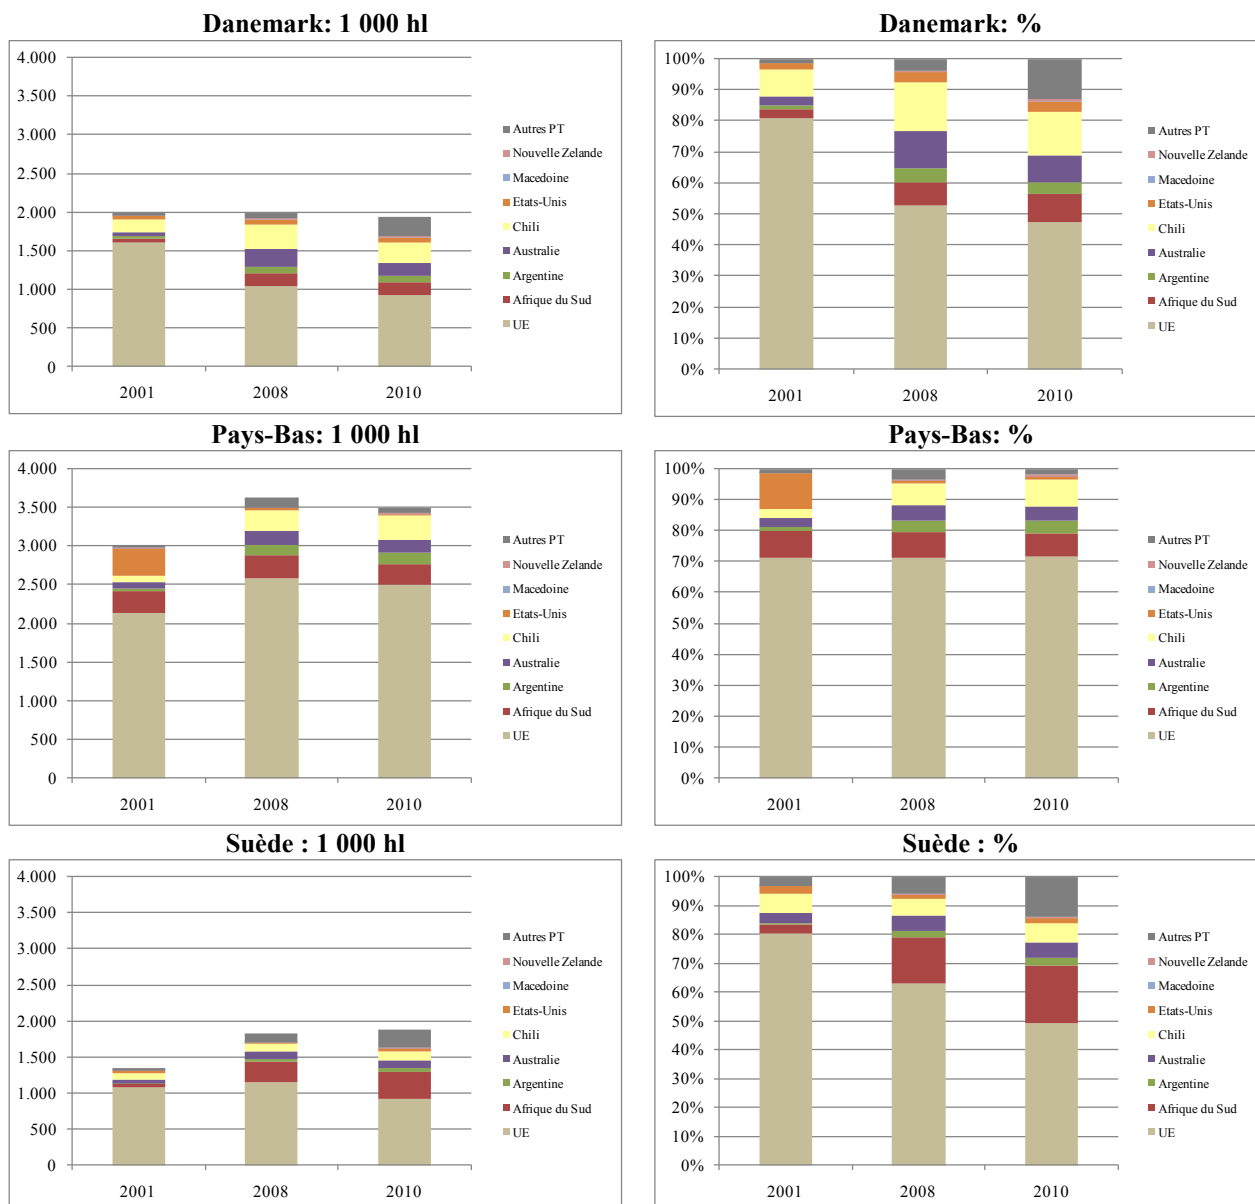 Danemark: 1 000 hl
4.000
3.500
3.000
2.500
2.000
1.500
1.000
500
0
2001
2008
2010
Autres PT
Nouvelle Zelande
Macedoine
Etats-Unis
Chili
Australie
Argentine
Afrique du Sud
UE
Danemark: %
100%
90%
80%
70%
60%
50%
40%
30%
20%
10%
0%
2001
2008
2010
Autres PT
Nouvelle Zelande
Macedoine
Etats-Unis
Chili
Australie
Argentine
Afrique du Sud
UE
Pays-Bas: 1 000 hl
4.000
3.500
3.000
2.500
2.000
1.500
1.000
500
0
2001
2008
2010
Autres PT
Nouvelle Zelande
Macedoine
Etats-Unis
Chili
Australie
Argentine
Afrique du Sud
UE
Pays-Bas: %
100%
90%
80%
70%
60%
50%
40%
30%
20%
10%
0%
2001
2008
2010
Autres PT
Nouvelle Zelande
Macedoine
Etats-Unis
Chili
Australie
Argentine
Afrique du Sud
UE
Suède : 1 000 hl
4.000
3.500
3.000
2.500
2.000
1.500
1.000
500
0
2001
2008
2010
Autres PT
Nouvelle Zelande
Macedoine
Etats-Unis
Chili
Australie
Argentine
Afrique du Sud
UE
Suède : %
100%
90%
80%
70%
60%
50%
40%
30%
20%
10%
0%
2001
2008
2010
Autres PT
Nouvelle Zelande
Macedoine
Etats-Unis
Chili
Australie
Argentine
Afrique du Sud
UE